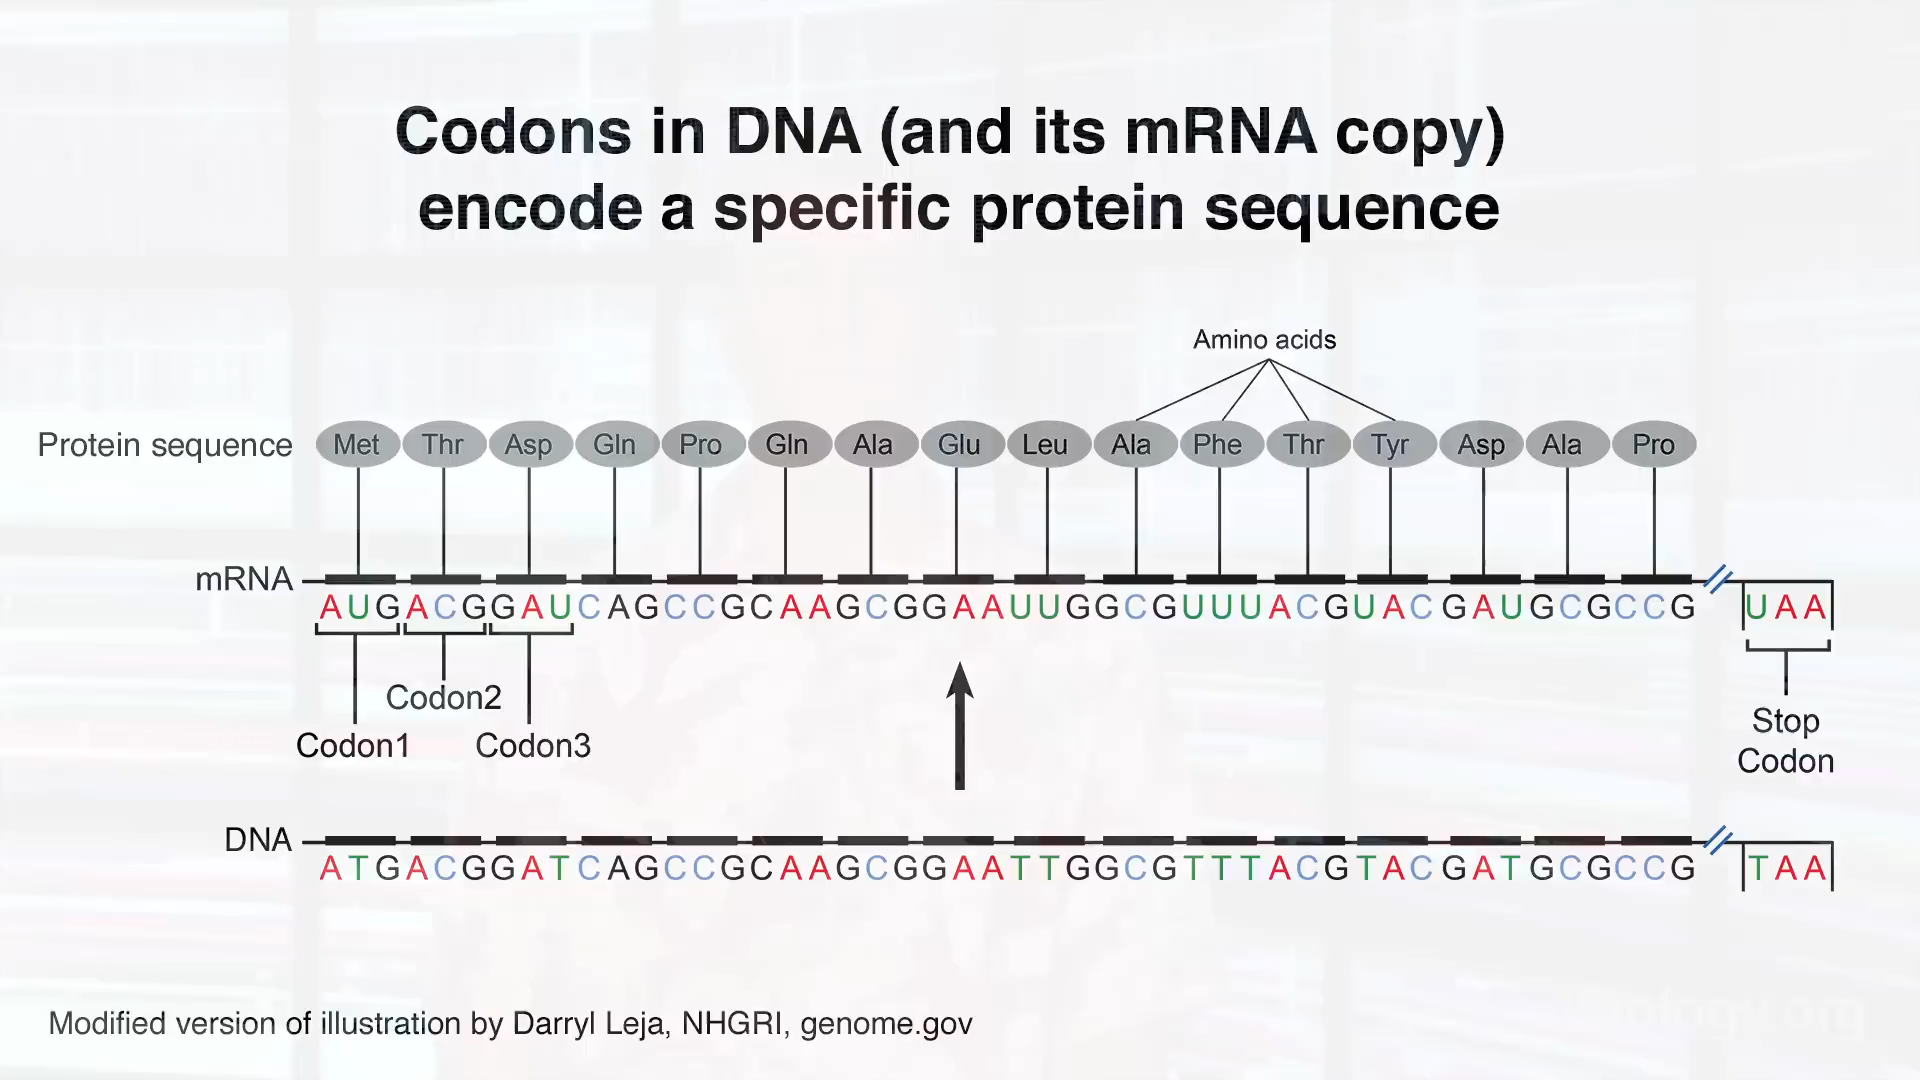 Codons in DNA (and its mRNA copy)
encode a specific protein sequence
Amino acids
Protein sequence Met Thr Asp Gln Pro Gln Ala Glu Leu Ala Phe Thr Tyr Asp Ala Pro
mRNA
AUGACGGAUCAGCCGCAAGCGGAAUUGGCGUUUACGUACGAUGCGCCG UAA
Codon2
Codon1 Codon3
Stop
Codon
DNA
ATGACGGATCAGCCGCAAGCGGAATTGGCGTTTACGTACGATGCGCCG TAA
Modified version of illustration by Darryl Leja, NHGRI, genome.gov